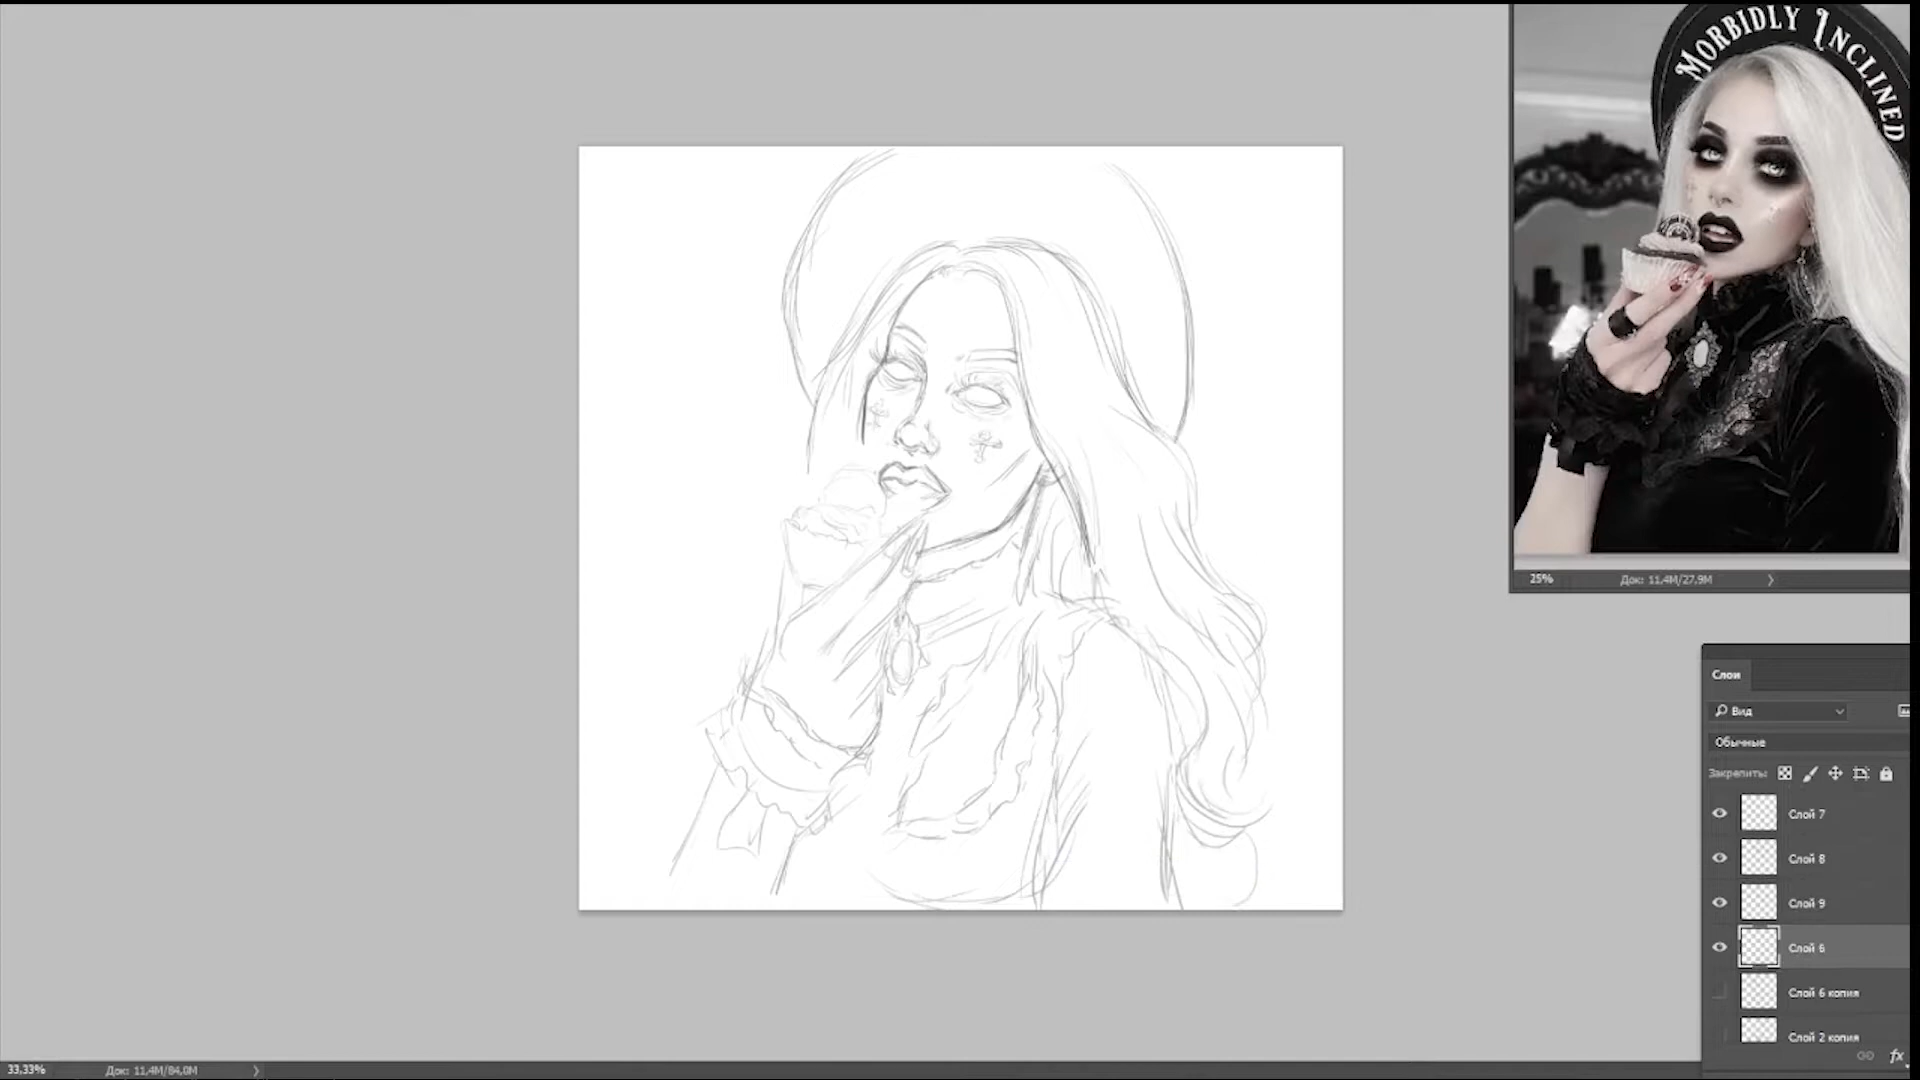 MORBIDLY INCLINED
25%
Док: 11,4M/27,9M
Слои
Вид
Обычные
Закрепить:
Слой 7
Слой 8
Слой 9
Слой 6
Слой 6 копия
Слой 2 копия
fx
33,33%
Док: 11,4M/84,0M